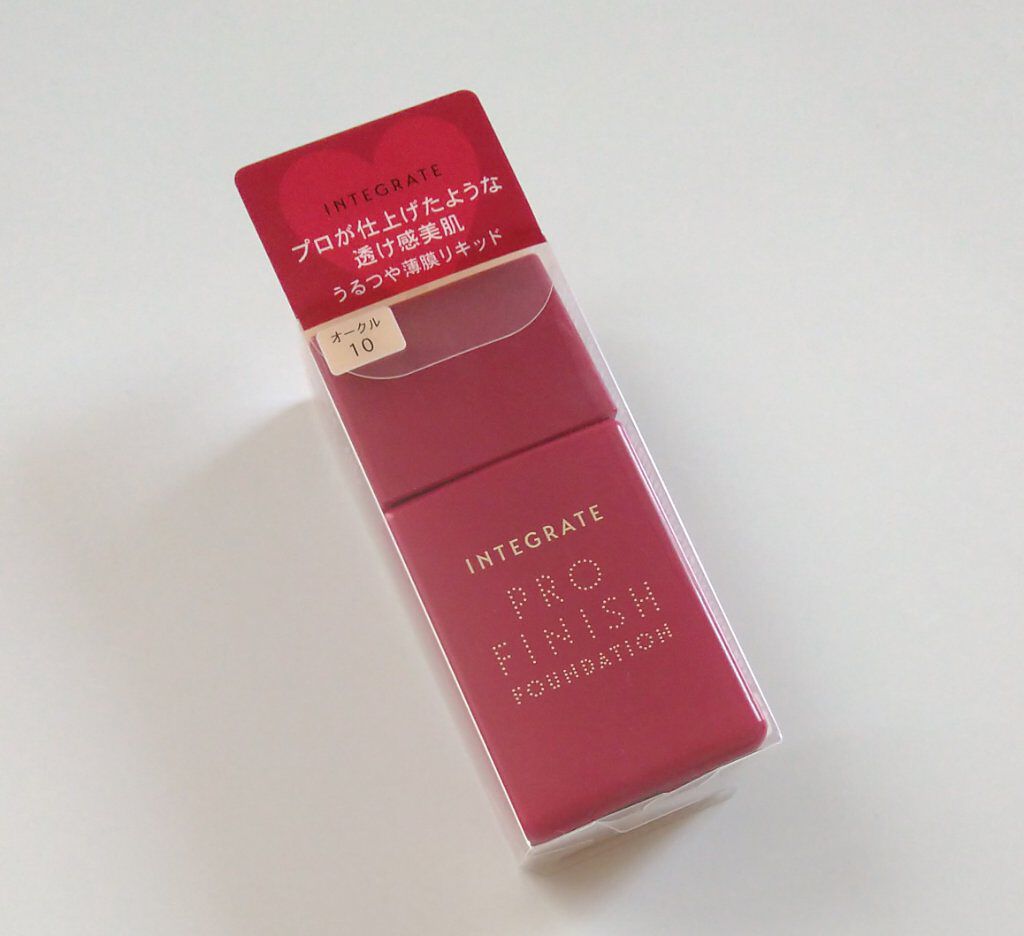 INTEGRATE
プロが仕上げたような
透け感美肌
うるつや薄膜リキッド
オークル
10
INTEGRATE
PRO
FINISH
FOUNDATION